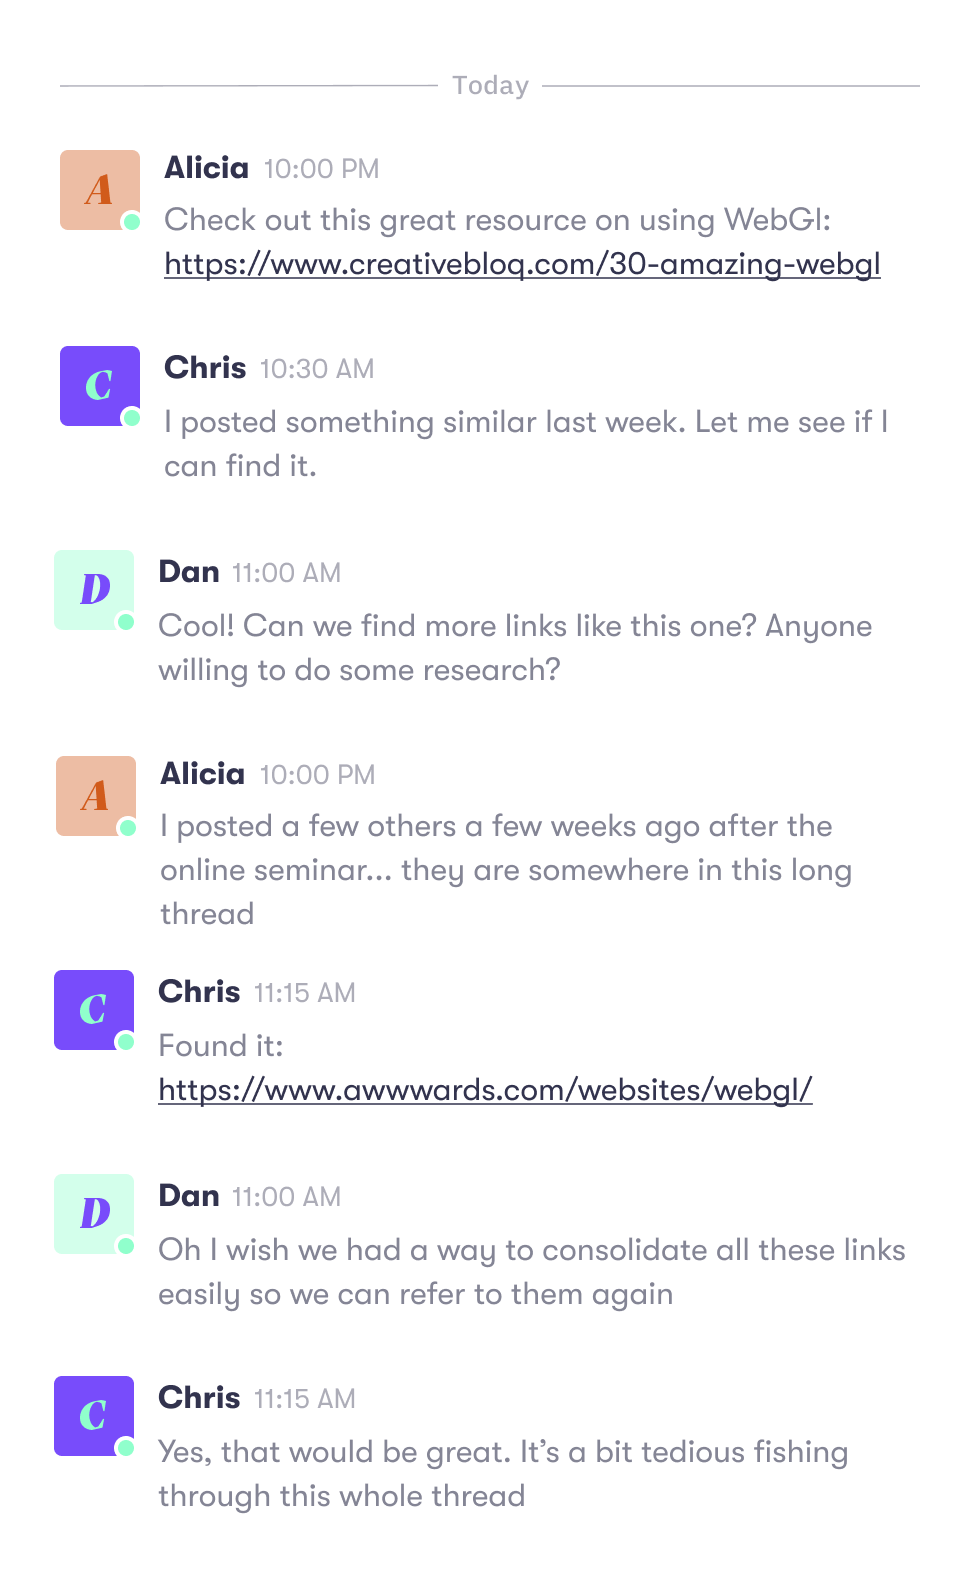 Today
A
Alicia 10:00 PM
Check out this great resource on using WebGl:
https://www.creativebloq.com/30-amazing-webgl
C
Chris 10:30 AM
I posted something similar last week. Let me see if I
can find it.
D
Dan 11:00 AM
Cool! Can we find more links like this one? Anyone
willing to do some research?
A
Alicia 10:00 PM
I posted a few others a few weeks ago after the
online seminar... they are somewhere in this long
thread
C
Chris 11:15 AM
Found it:
https://www.awwwards.com/websites/webgl/
D
Dan 11:00 AM
Oh I wish we had a way to consolidate all these links
easily so we can refer to them again
C
Chris 11:15 AM
Yes, that would be great. It’s a bit tedious fishing
through this whole thread